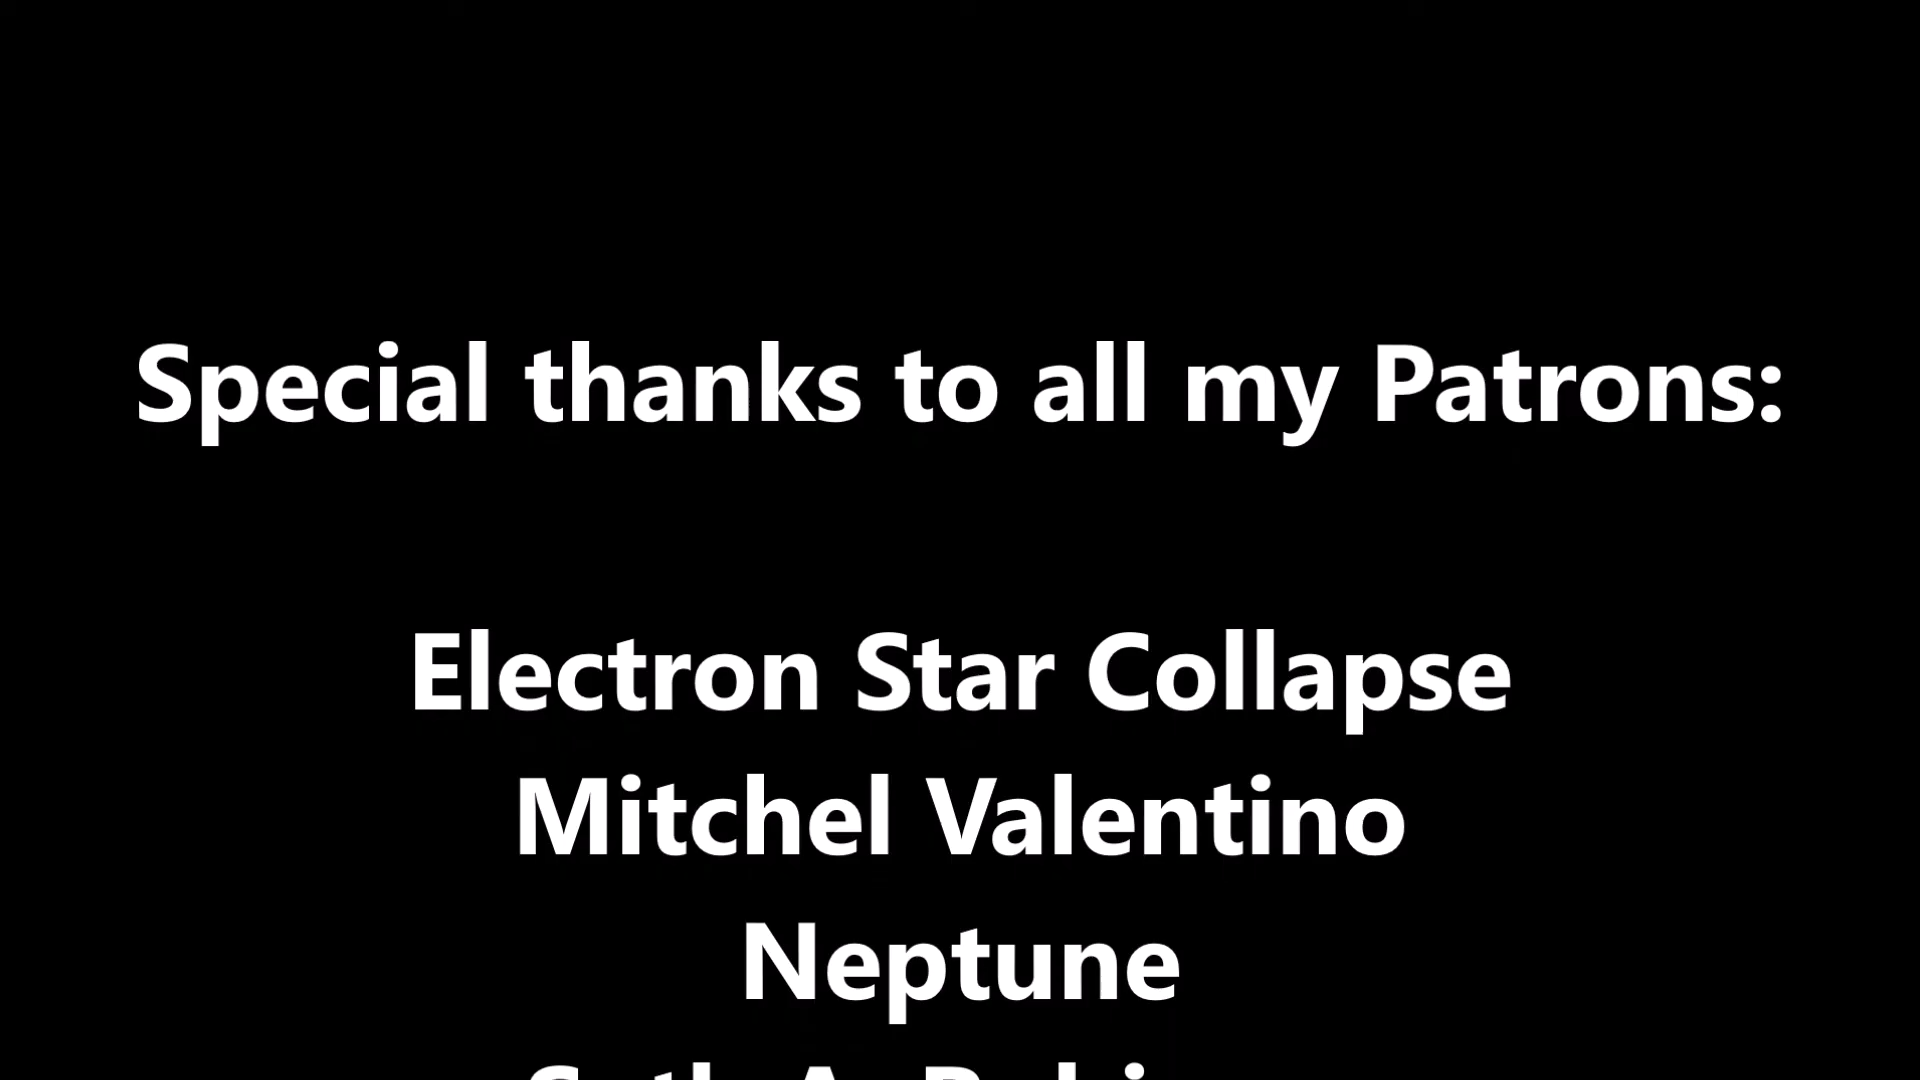 Special thanks to all my Patrons:
Electron Star Collapse
Mitchel Valentino
Neptune